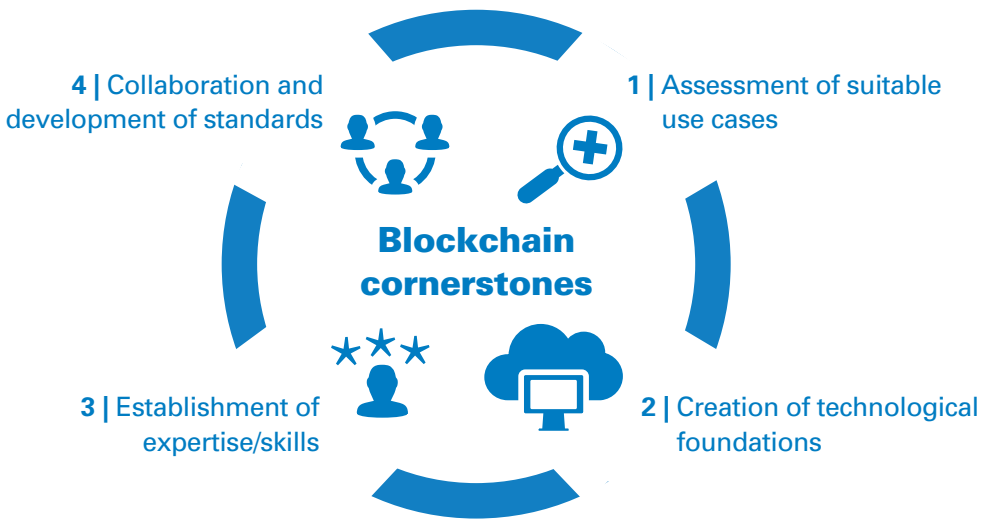 4 | Collaboration and
development of standards
1 | Assessment of suitable
use cases
Blockchain
cornerstones
3 | Establishment of
expertise/skills
2 | Creation of technological
foundations